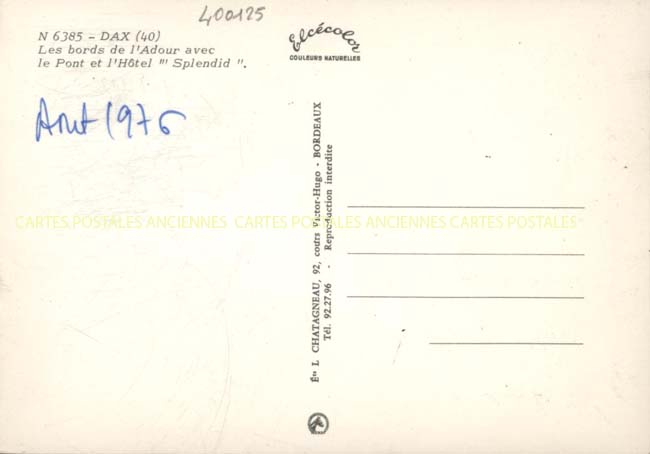 400125
N 6385 - DAX (40)
Les bords de l'Adour avec
le Pont et l'Hôtel "' Splendid ".
Août 1976
Elcécolor
COULEURS NATURELLES
Éts L. CHATAGNEAU, 92, cours Victor-Hugo - BORDEAUX
Tél. 92.27.96 - Reproduction interdite
CARTES POSTALES ANCIENNES CARTES POSTALES ANCIENNES CARTES POSTALES